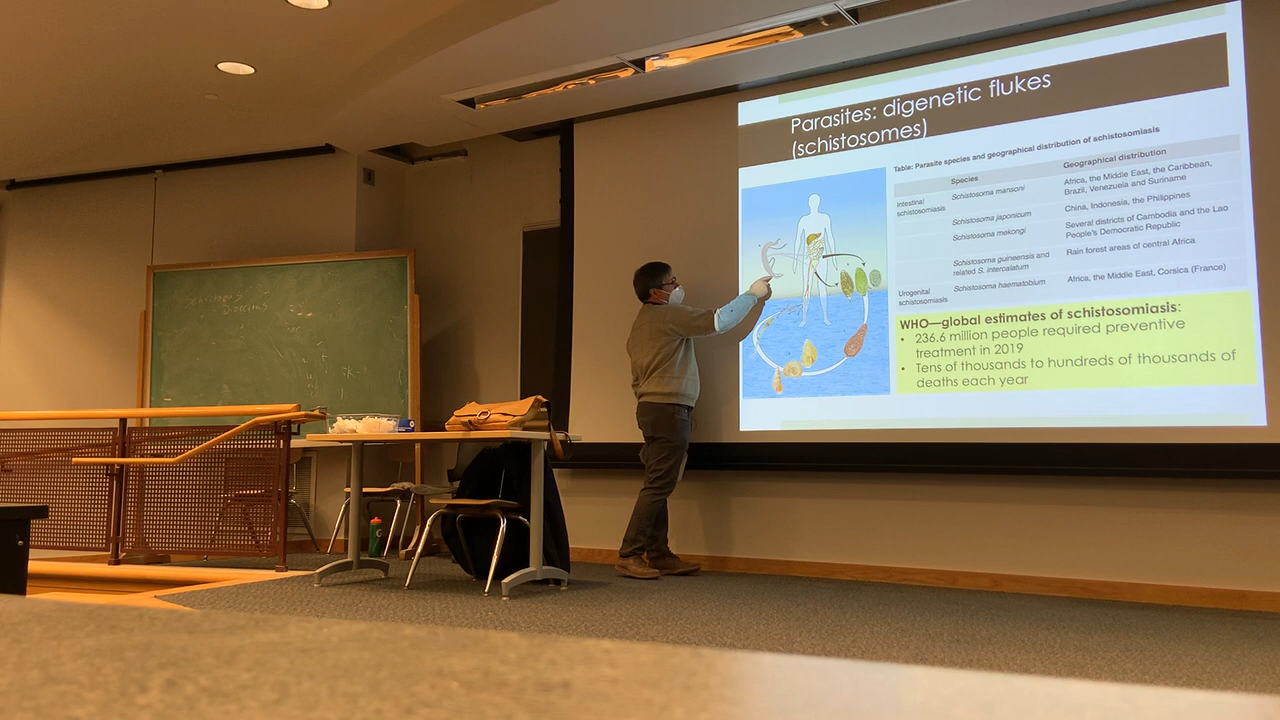 Parasites: digenetic flukes
(schistosomes)
Table: Parasite species and geographical distribution of schistosomiasis
Species Geographical distribution
Intestinal schistosomiasis Schistosoma mansoni Africa, the Middle East, the Caribbean,
Brazil, Venezuela and Suriname
Schistosoma japonicum China, Indonesia, the Philippines
Schistosoma mekongi Several districts of Cambodia and the Lao
People's Democratic Republic
Schistosoma guineensis and Rain forest areas of central Africa
related S. intercalatum
Urogenital Schistosoma haematobium Africa, the Middle East, Corsica (France)
schistosomiasis
WHO—global estimates of schistosomiasis:
• 236.6 million people required preventive
treatment in 2019
• Tens of thousands to hundreds of thousands of
deaths each year